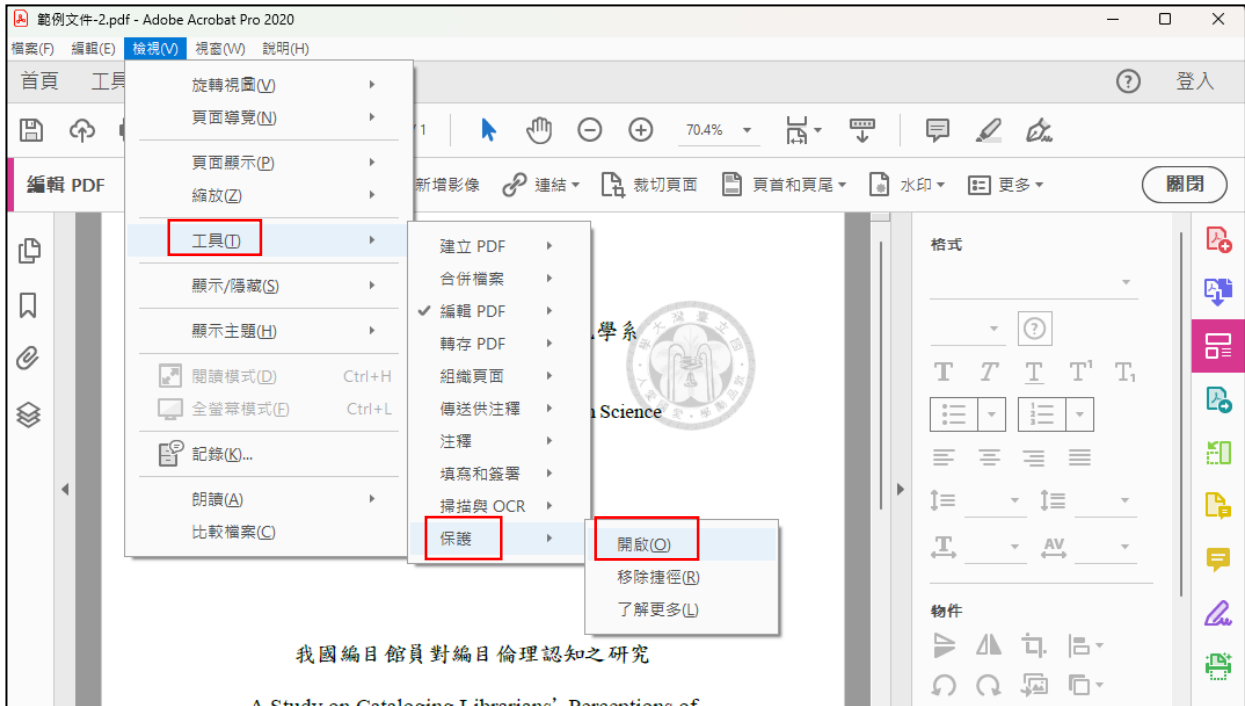 範例文件-2.pdf - Adobe Acrobat Pro 2020
檔案(F) 編輯(E) 檢視(V) 視窗(W) 說明(H)
首頁 工具 登入
/ 1 70.4%
編輯 PDF 新增影像 連結 裁切頁面 頁首和頁尾 水印 更多 關閉
旋轉視圖(V)
頁面導覽(N)
頁面顯示(P)
縮放(Z)
工具(T)
顯示/隱藏(S)
顯示主題(H)
閱讀模式(D) Ctrl+H
全螢幕模式(F) Ctrl+L
記錄(K)...
朗讀(A)
比較檔案(C)
建立 PDF
合併檔案
編輯 PDF
轉存 PDF
組織頁面
傳送供注釋
注釋
填寫和簽署
掃描與 OCR
保護
開啟(O)
移除捷徑(R)
了解更多(L)
學系
Science
我國編目館員對編目倫理認知之研究
A Study on Cataloging Librarians' Perceptions of
格式
物件